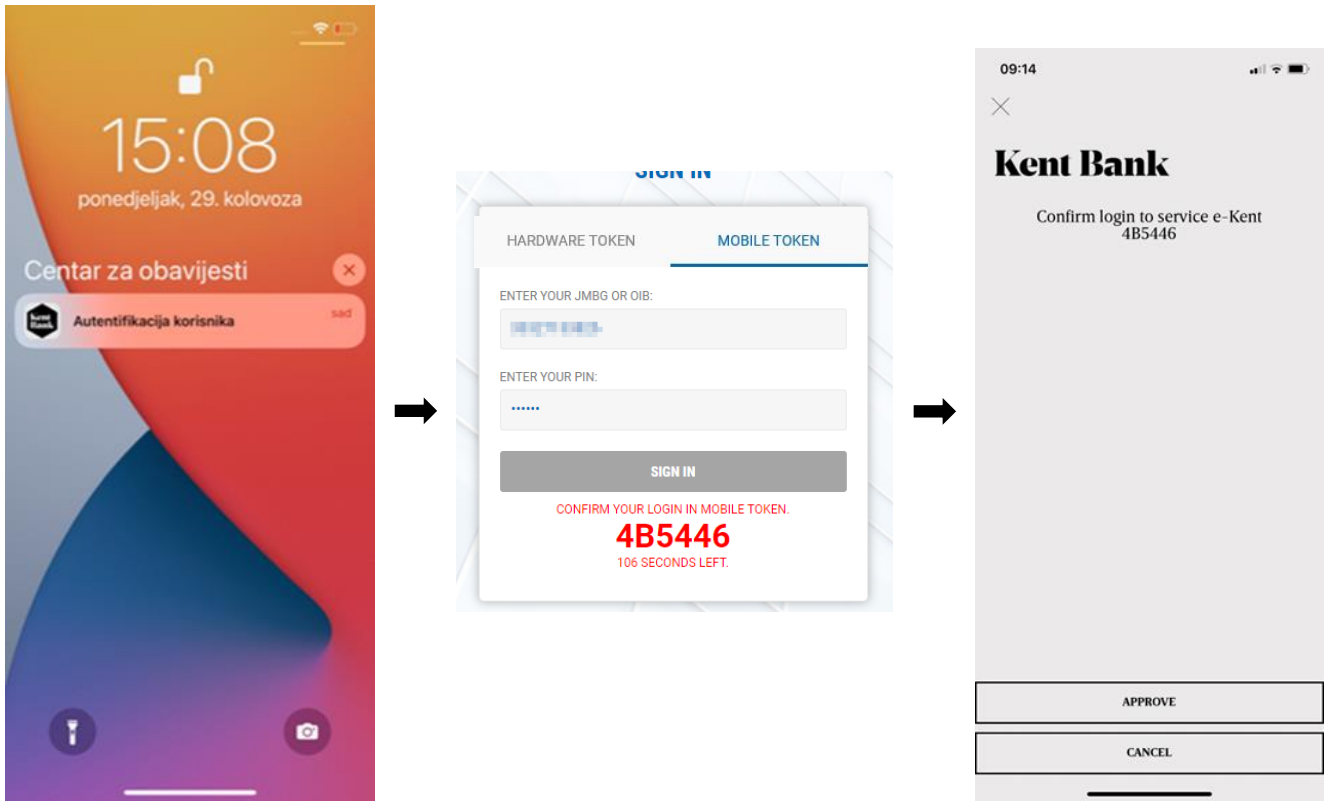 15:08
ponedjeljak, 29. kolovoza
Centar za obavijesti
Kent
Bank
Autentifikacija korisnika
sad
SIGN IN
HARDWARE TOKEN
MOBILE TOKEN
ENTER YOUR JMBG OR OIB:
ENTER YOUR PIN:
••••••
SIGN IN
CONFIRM YOUR LOGIN IN MOBILE TOKEN.
4B5446
106 SECONDS LEFT.
09:14
Kent Bank
Confirm login to service e-Kent
4B5446
APPROVE
CANCEL